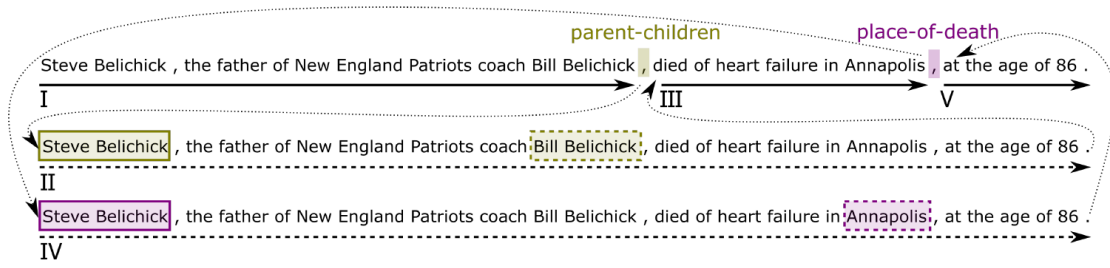 parent-children place-of-death
Steve Belichick , the father of New England Patriots coach Bill Belichick , died of heart failure in Annapolis , at the age of 86 .
I III V
Steve Belichick , the father of New England Patriots coach Bill Belichick , died of heart failure in Annapolis , at the age of 86 .
II
Steve Belichick , the father of New England Patriots coach Bill Belichick , died of heart failure in Annapolis , at the age of 86 .
IV